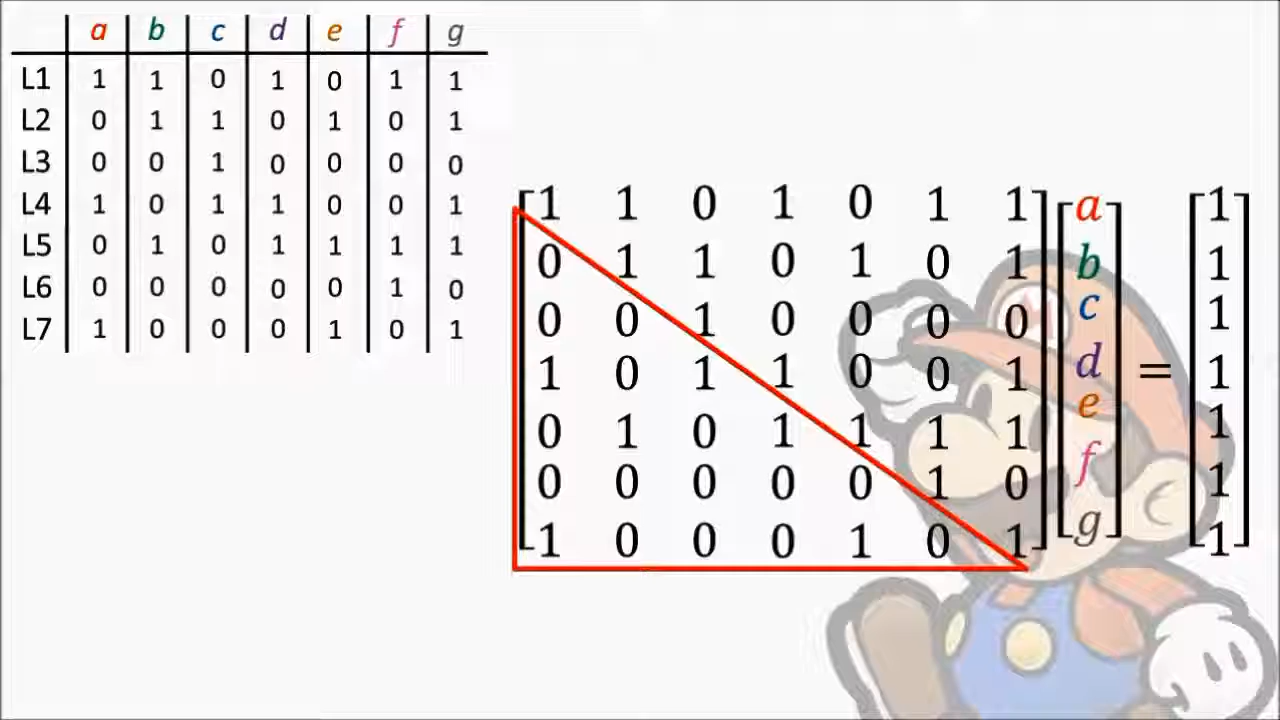 a b c d e f g
L1 1 1 0 1 0 1 1
L2 0 1 1 0 1 0 1
L3 0 0 1 0 0 0 0
L4 1 0 1 1 0 0 1
L5 0 1 0 1 1 1 1
L6 0 0 0 0 0 1 0
L7 1 0 0 0 1 0 1
1 1 0 1 0 1 1 a 1
0 1 1 0 1 0 1 b 1
0 0 1 0 0 0 0 c 1
1 0 1 1 0 0 1 d = 1
0 1 0 1 1 1 1 e 1
0 0 0 0 0 1 0 f 1
1 0 0 0 1 0 1 g 1